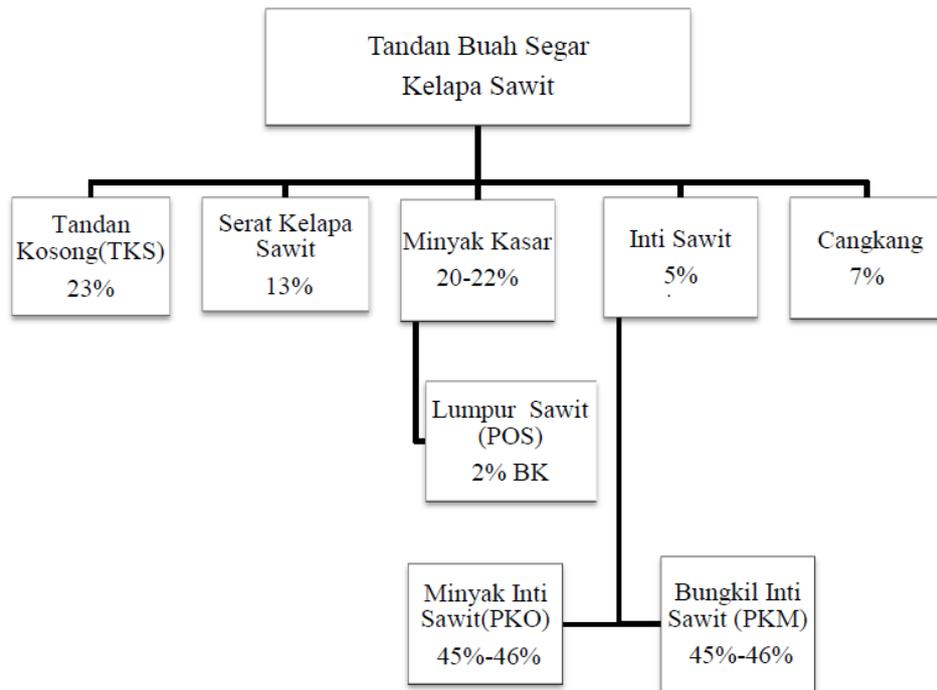 Tandan Buah Segar
Kelapa Sawit
Tandan
Kosong(TKS)
23%
Serat Kelapa
Sawit
13%
Minyak Kasar
20-22%
Inti Sawit
5%
Cangkang
7%
Lumpur Sawit
(POS)
2% BK
Minyak Inti
Sawit(PKO)
45%-46%
Bungkil Inti
Sawit (PKM)
45%-46%